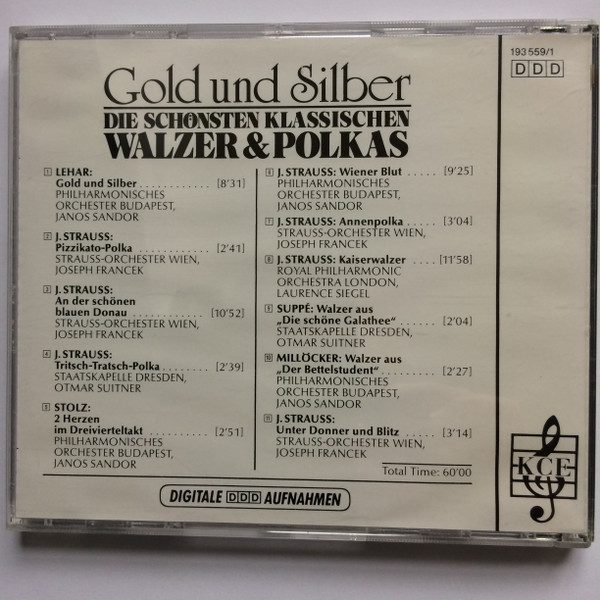 193 559/1
DDD
Gold und Silber
DIE SCHÖNSTEN KLASSISCHEN
WALZER & POLKAS
1 LEHAR:
Gold und Silber ............ [8'31]
PHILHARMONISCHES
ORCHESTER BUDAPEST,
JANOS SANDOR
2 J. STRAUSS:
Pizzikato-Polka ............ [2'41]
STRAUSS-ORCHESTER WIEN,
JOSEPH FRANCEK
3 J. STRAUSS:
An der schönen
blauen Donau ............ [10'52]
STRAUSS-ORCHESTER WIEN,
JOSEPH FRANCEK
4 J. STRAUSS:
Tritsch-Tratsch-Polka ........ [2'39]
STAATSKAPELLE DRESDEN,
OTMAR SUITNER
5 STOLZ:
2 Herzen
im Dreivierteltakt .......... [2'51]
PHILHARMONISCHES
ORCHESTER BUDAPEST,
JANOS SANDOR
6 J. STRAUSS: Wiener Blut ..... [9'25]
PHILHARMONISCHES
ORCHESTER BUDAPEST,
JANOS SANDOR
7 J. STRAUSS: Annenpolka ..... [3'04]
STRAUSS-ORCHESTER WIEN,
JOSEPH FRANCEK
8 J. STRAUSS: Kaiserwalzer .... [11'58]
ROYAL PHILHARMONIC
ORCHESTRA LONDON,
LAURENCE SIEGEL
9 SUPPÉ: Walzer aus
„Die schöne Galathee“ ...... [2'04]
STAATSKAPELLE DRESDEN,
OTMAR SUITNER
10 MILLÖCKER: Walzer aus
„Der Bettelstudent“ ......... [2'27]
PHILHARMONISCHES
ORCHESTER BUDAPEST,
JANOS SANDOR
11 J. STRAUSS:
Unter Donner und Blitz ..... [3'14]
STRAUSS-ORCHESTER WIEN,
JOSEPH FRANCEK
Total Time: 60'00
DIGITALE DDD AUFNAHMEN
KCE